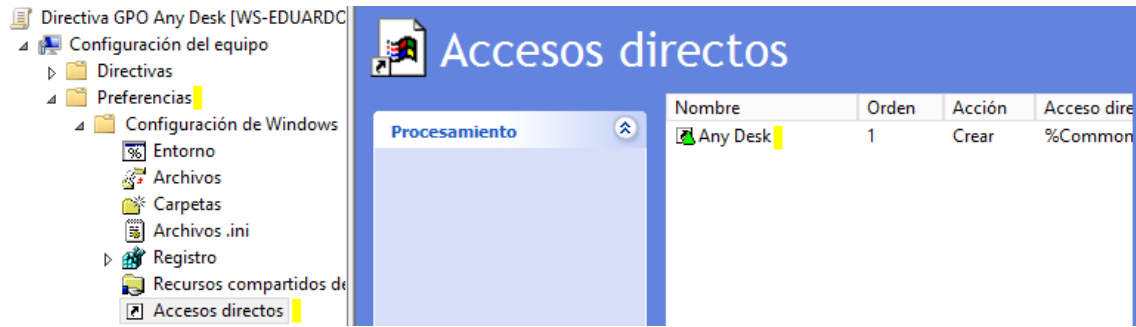 Directiva GPO Any Desk [WS-EDUARDO
Configuración del equipo
Directivas
Preferencias
Configuración de Windows
Entorno
Archivos
Carpetas
Archivos .ini
Registro
Recursos compartidos de
Accesos directos
Accesos directos
Procesamiento
Nombre Orden Acción Acceso dire
Any Desk 1 Crear %Common